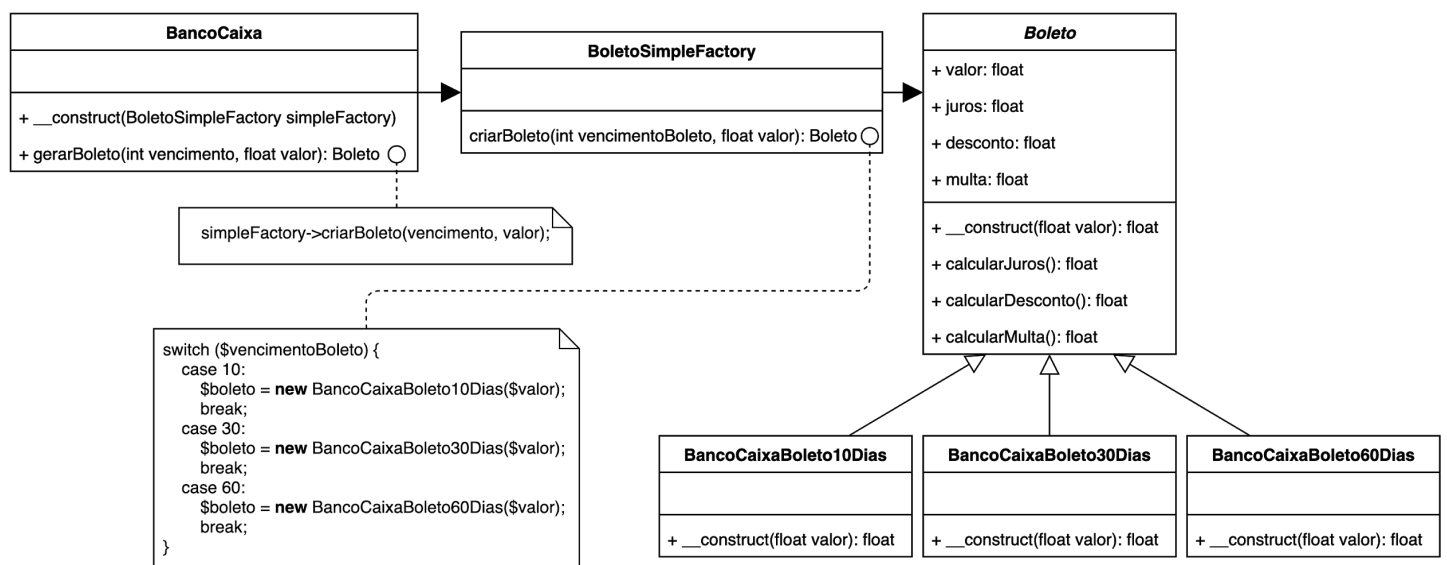 BancoCaixa
+ __construct(BoletoSimpleFactory simpleFactory)
+ gerarBoleto(int vencimento, float valor): Boleto
simpleFactory->criarBoleto(vencimento, valor);
BoletoSimpleFactory
criarBoleto(int vencimentoBoleto, float valor): Boleto
switch ($vencimentoBoleto) {
case 10:
$boleto = new BancoCaixaBoleto10Dias($valor);
break;
case 30:
$boleto = new BancoCaixaBoleto30Dias($valor);
break;
case 60:
$boleto = new BancoCaixaBoleto60Dias($valor);
break;
}
Boleto
+ valor: float
+ juros: float
+ desconto: float
+ multa: float
+ __construct(float valor): float
+ calcularJuros(): float
+ calcularDesconto(): float
+ calcularMulta(): float
BancoCaixaBoleto10Dias
+ __construct(float valor): float
BancoCaixaBoleto30Dias
+ __construct(float valor): float
BancoCaixaBoleto60Dias
+ __construct(float valor): float